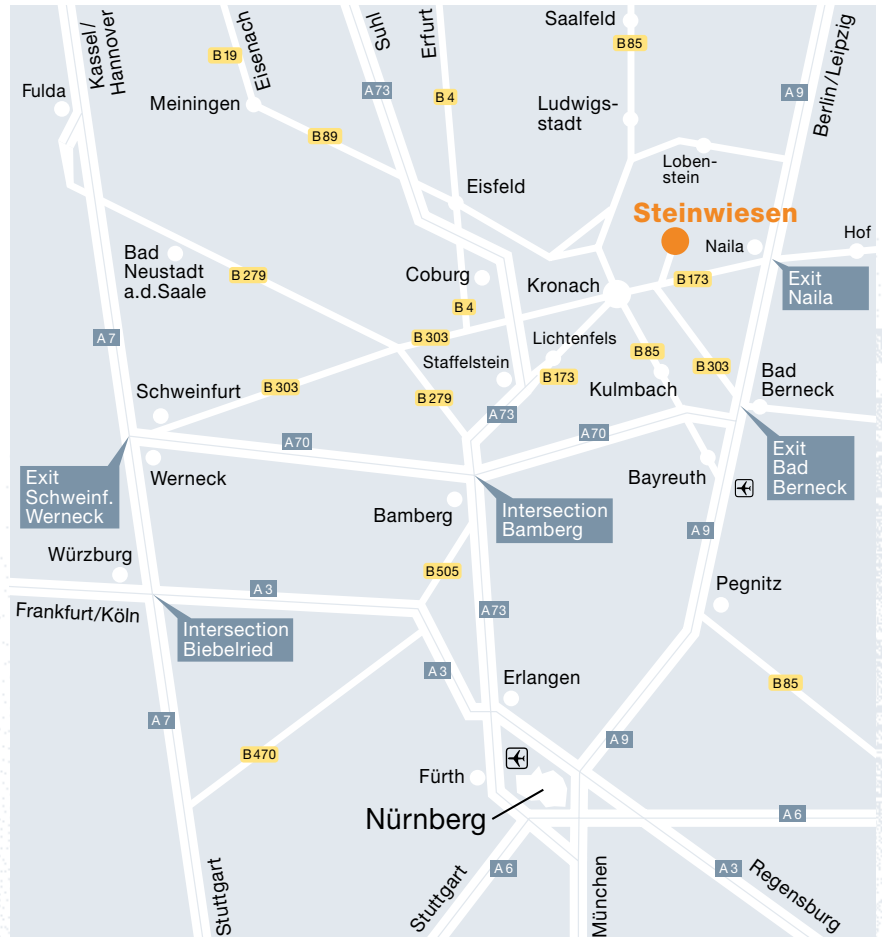 Kassel/
Hannover
B19
Eisenach
Suhl
Erfurt
Saalfeld
B85
Berlin/Leipzig
Fulda
Meiningen
A73
B4
Ludwigs-
stadt
A9
B89
Loben-
stein
Eisfeld
Steinwiesen
Hof
Naila
Bad
Neustadt
a.d.Saale
B279
Coburg
Kronach
B173
Exit
Naila
B4
A7
B303
Lichtenfels
B85
B303
Staffelstein
B173
Kulmbach
Bad
Berneck
Schweinfurt
B303
B279
A73
A70
A70
Exit
Schweinf.
Werneck
Werneck
Bayreuth
Exit
Bad
Berneck
Bamberg
Intersection
Bamberg
A9
Würzburg
B505
A3
A73
Pegnitz
Frankfurt/Köln
Intersection
Biebelried
A3
Erlangen
B85
A7
A9
B470
Fürth
Nürnberg
A6
Stuttgart
Stuttgart
A6
München
A3
Regensburg